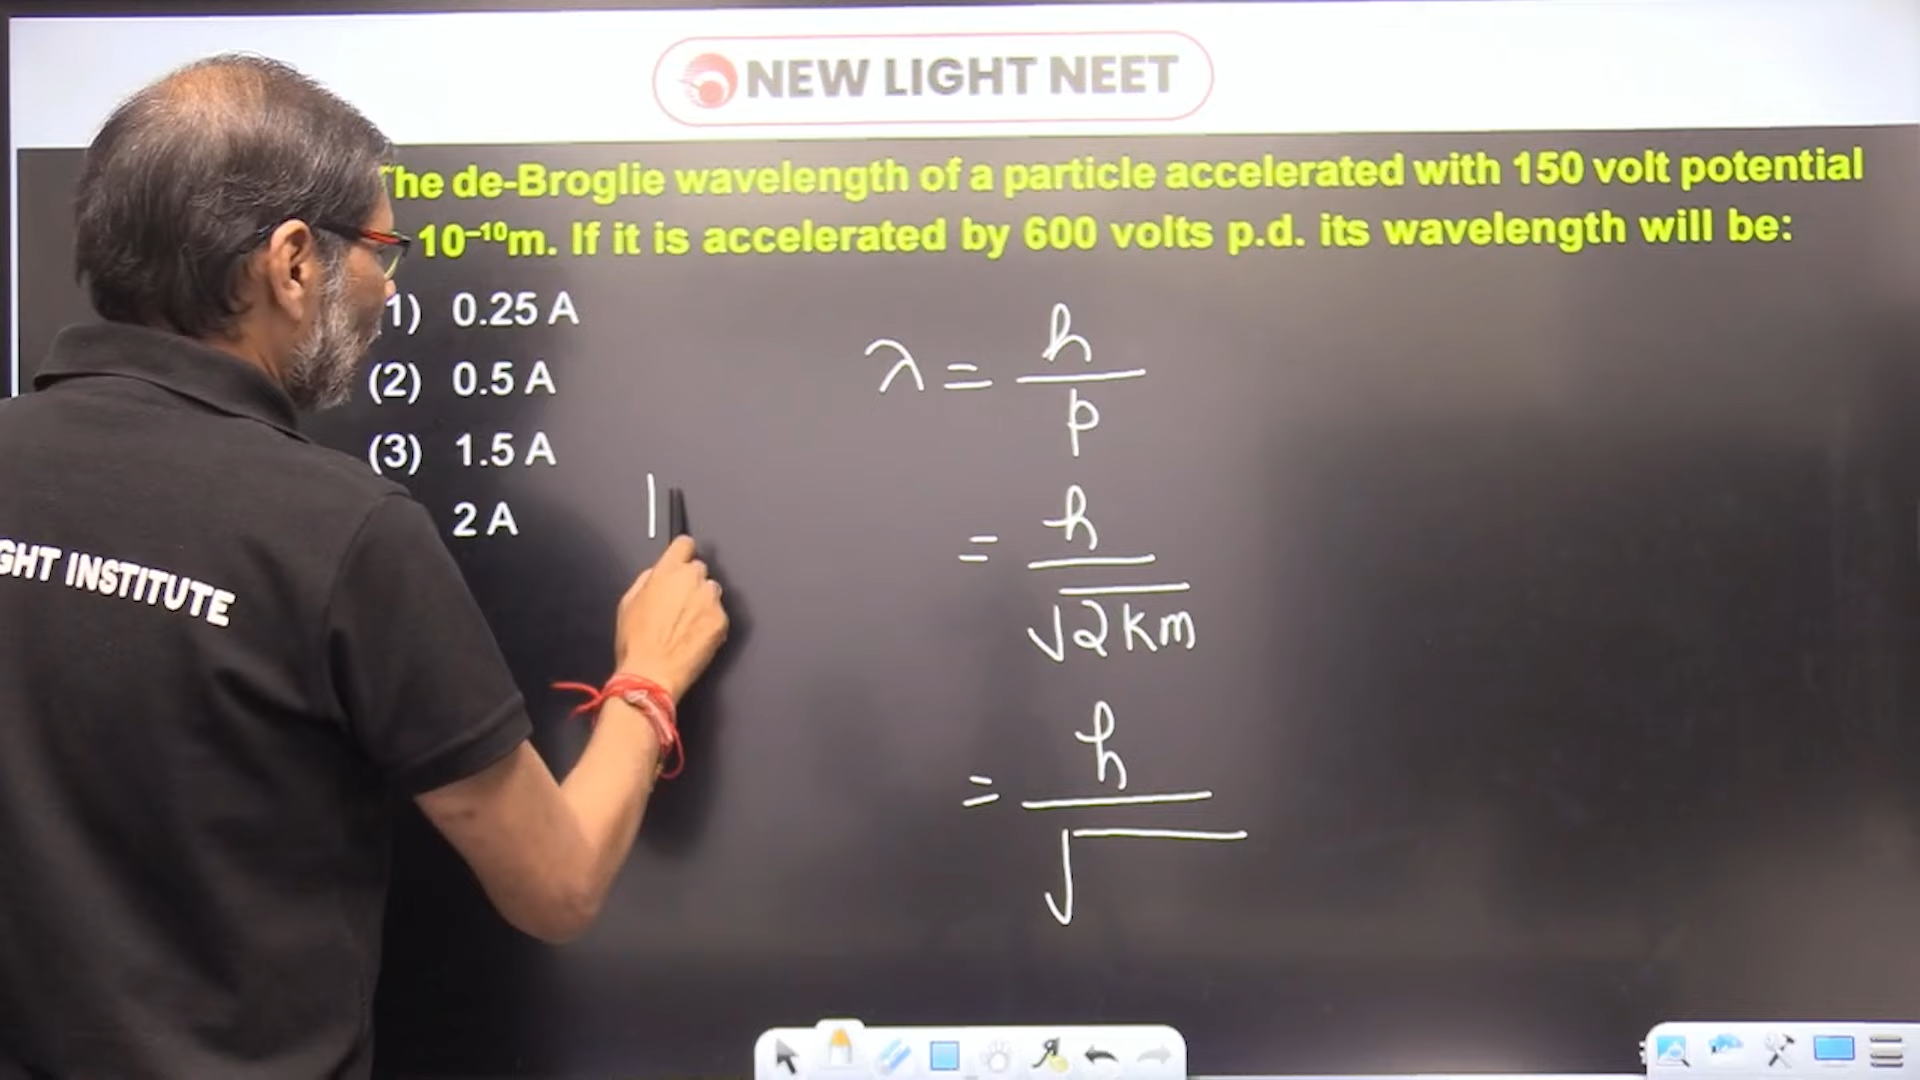 NEW LIGHT NEET
The de-Broglie wavelength of a particle accelerated with 150 volt potential
10⁻¹⁰m. If it is accelerated by 600 volts p.d. its wavelength will be:
1) 0.25 A
(2) 0.5 A
(3) 1.5 A
2 A
λ = h/p
= h/√2km
= h/√
GHT INSTITUTE